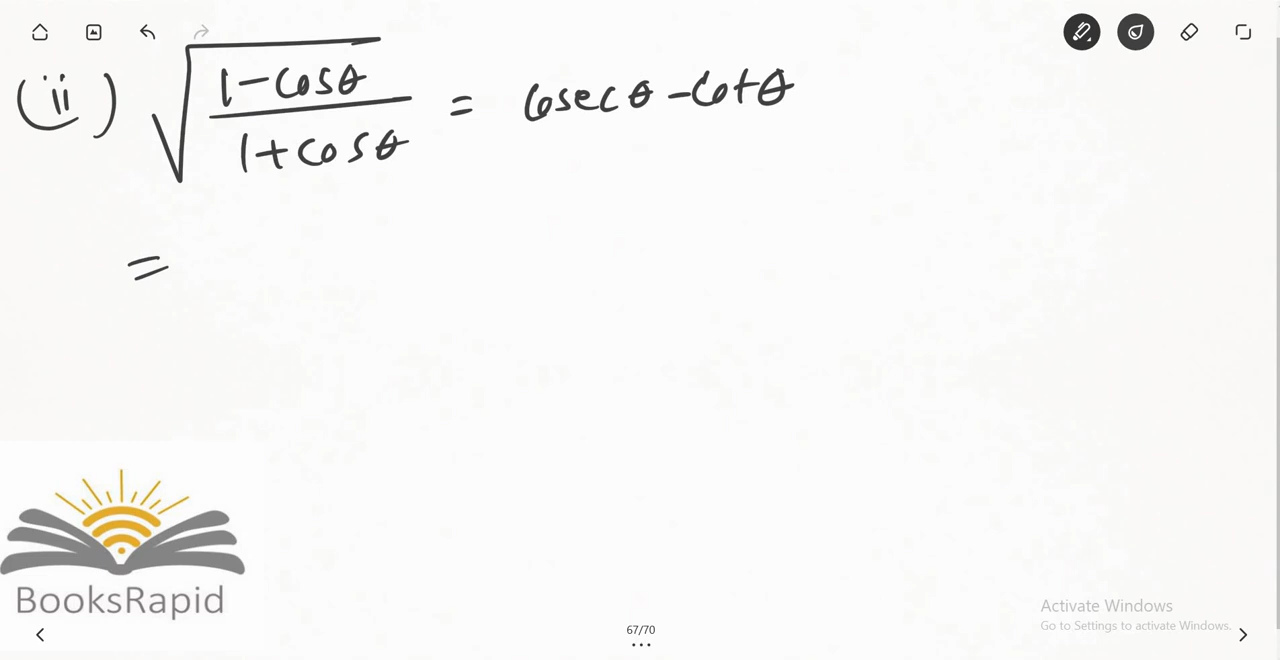 (ii) √((1-cosθ)/(1+cosθ)) = cosecθ - cotθ
=
BooksRapid
Activate Windows
Go to Settings to activate Windows.
67/70